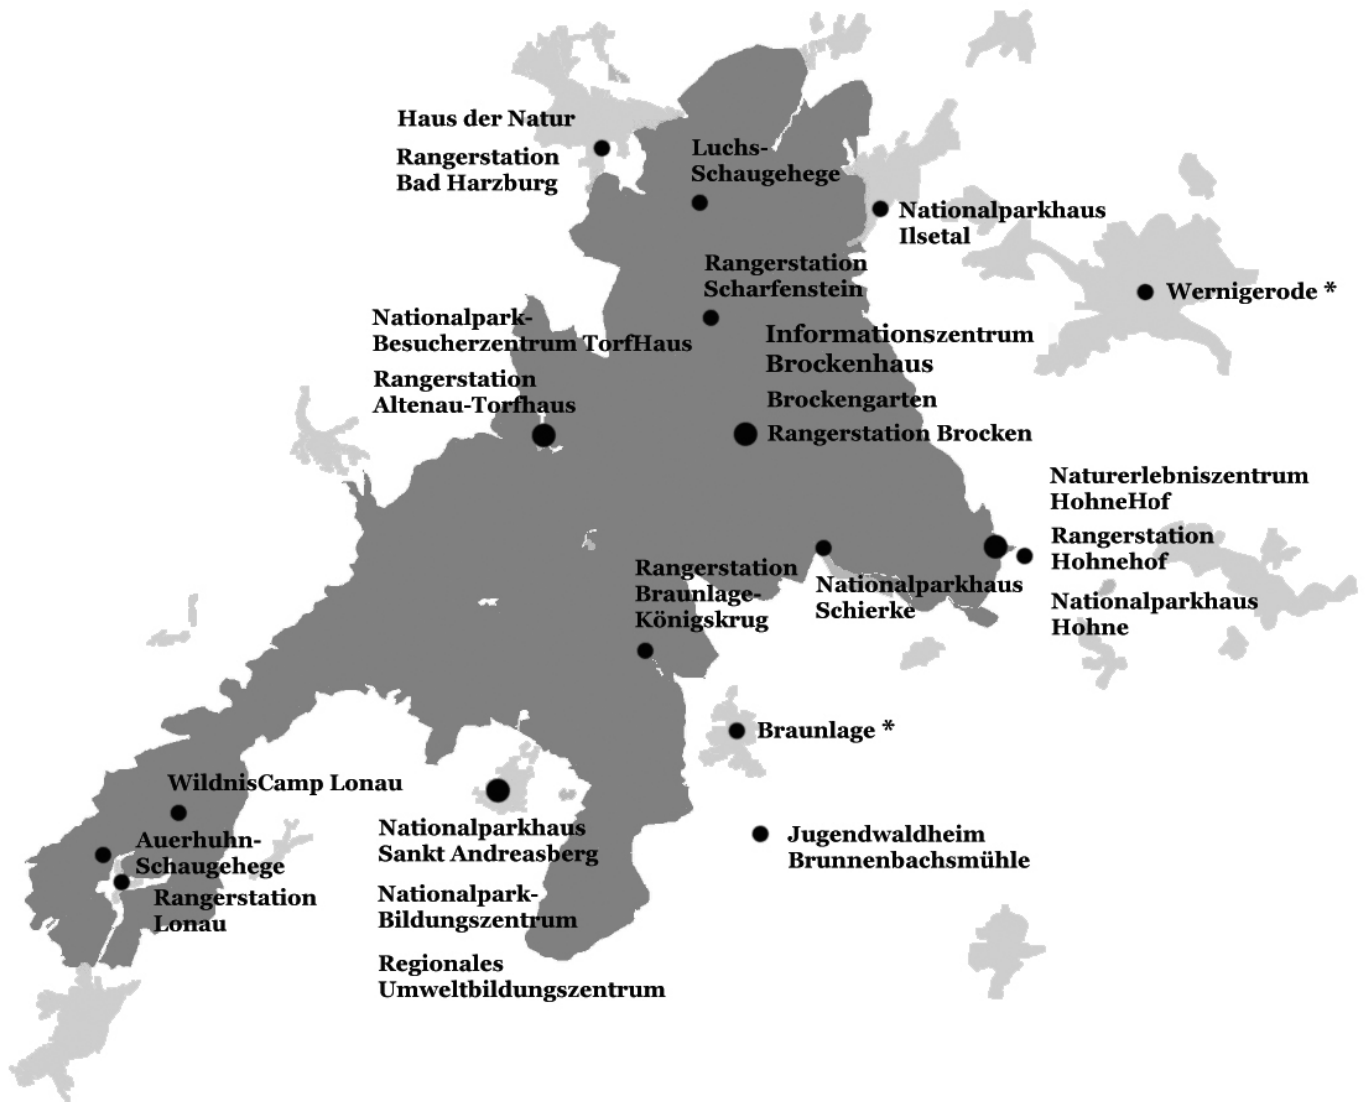 Haus der Natur
Rangerstation
Bad Harzburg
Luchs-
Schaugehege
Nationalparkhaus
Ilsetal
Rangerstation
Scharfenstein
Wernigerode *
Nationalpark-
Besucherzentrum TorfHaus
Informationszentrum
Brockenhaus
Rangerstation
Altenau-Torfhaus
Brockengarten
Rangerstation Brocken
Naturerlebniszentrum
HohneHof
Rangerstation
Hohnehof
Nationalparkhaus
Hohne
Rangerstation
Braunlage-
Königskrug
Nationalparkhaus
Schierke
Braunlage *
WildnisCamp Lonau
Auerhuhn-
Schaugehege
Rangerstation
Lonau
Nationalparkhaus
Sankt Andreasberg
Nationalpark-
Bildungszentrum
Regionales
Umweltbildungszentrum
Jugendwaldheim
Brunnenbachsmühle